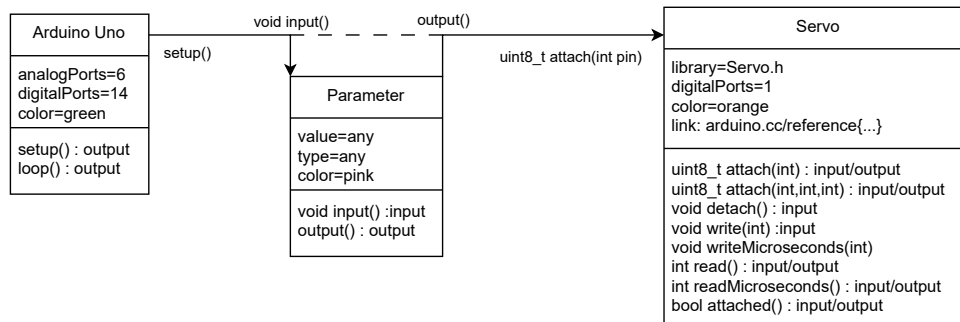 Arduino Uno
analogPorts=6
digitalPorts=14
color=green
setup() : output
loop() : output
setup()
void input()
output()
uint8_t attach(int pin)
Parameter
value=any
type=any
color=pink
void input() :input
output() : output
Servo
library=Servo.h
digitalPorts=1
color=orange
link: arduino.cc/reference{...}
uint8_t attach(int) : input/output
uint8_t attach(int,int,int) : input/output
void detach() : input
void write(int) :input
void writeMicroseconds(int)
int read() : input/output
int readMicroseconds() : input/output
bool attached() : input/output